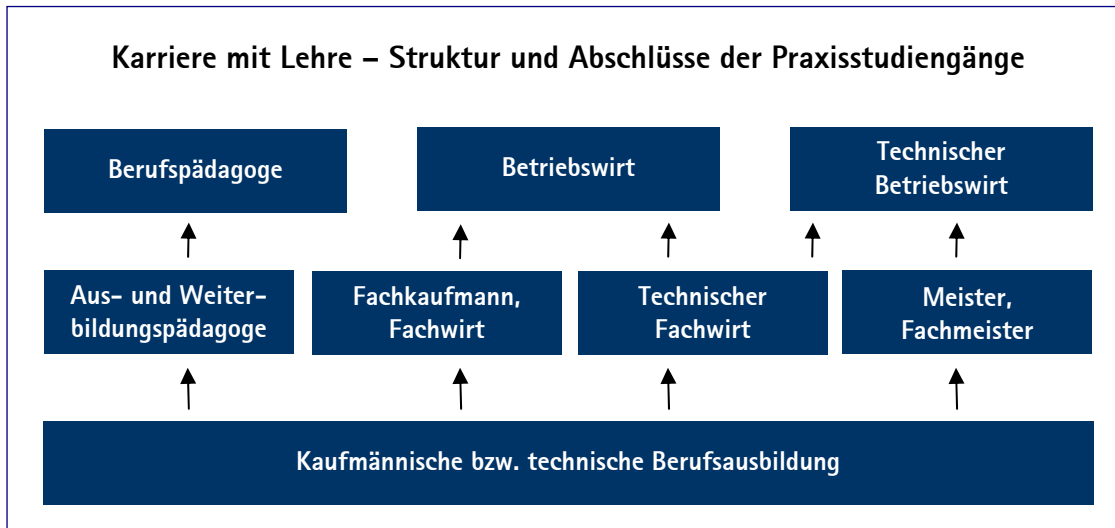 Karriere mit Lehre – Struktur und Abschlüsse der Praxisstudiengänge
Berufspädagoge
Betriebswirt
Technischer
Betriebswirt
Aus- und Weiter-
bildungspädagoge
Fachkaufmann,
Fachwirt
Technischer
Fachwirt
Meister,
Fachmeister
Kaufmännische bzw. technische Berufsausbildung